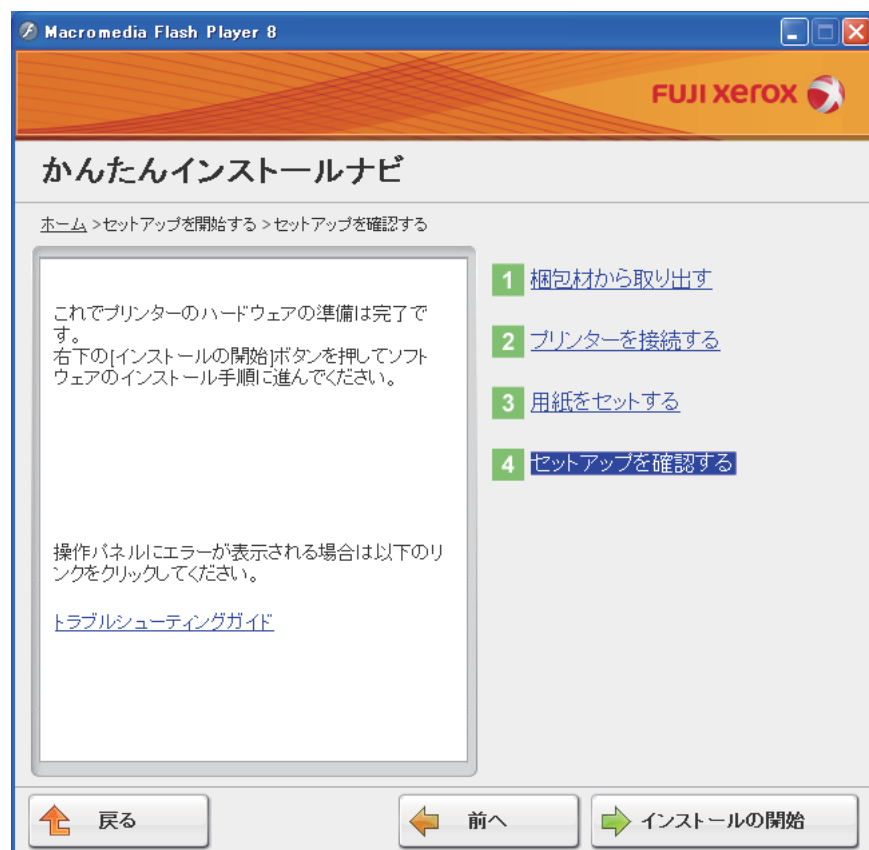 Macromedia Flash Player 8
FUJI xerox
かんたんインストールナビ
ホーム >セットアップを開始する >セットアップを確認する
これでプリンターのハードウェアの準備は完了で
す。
右下の[インストールの開始]ボタンを押してソフト
ウェアのインストール手順に進んでください。
操作パネルにエラーが表示される場合は以下のリ
ンクをクリックしてください。
トラブルシューティングガイド
1 梱包材から取り出す
2 プリンターを接続する
3 用紙をセットする
4 セットアップを確認する
戻る
前へ
インストールの開始